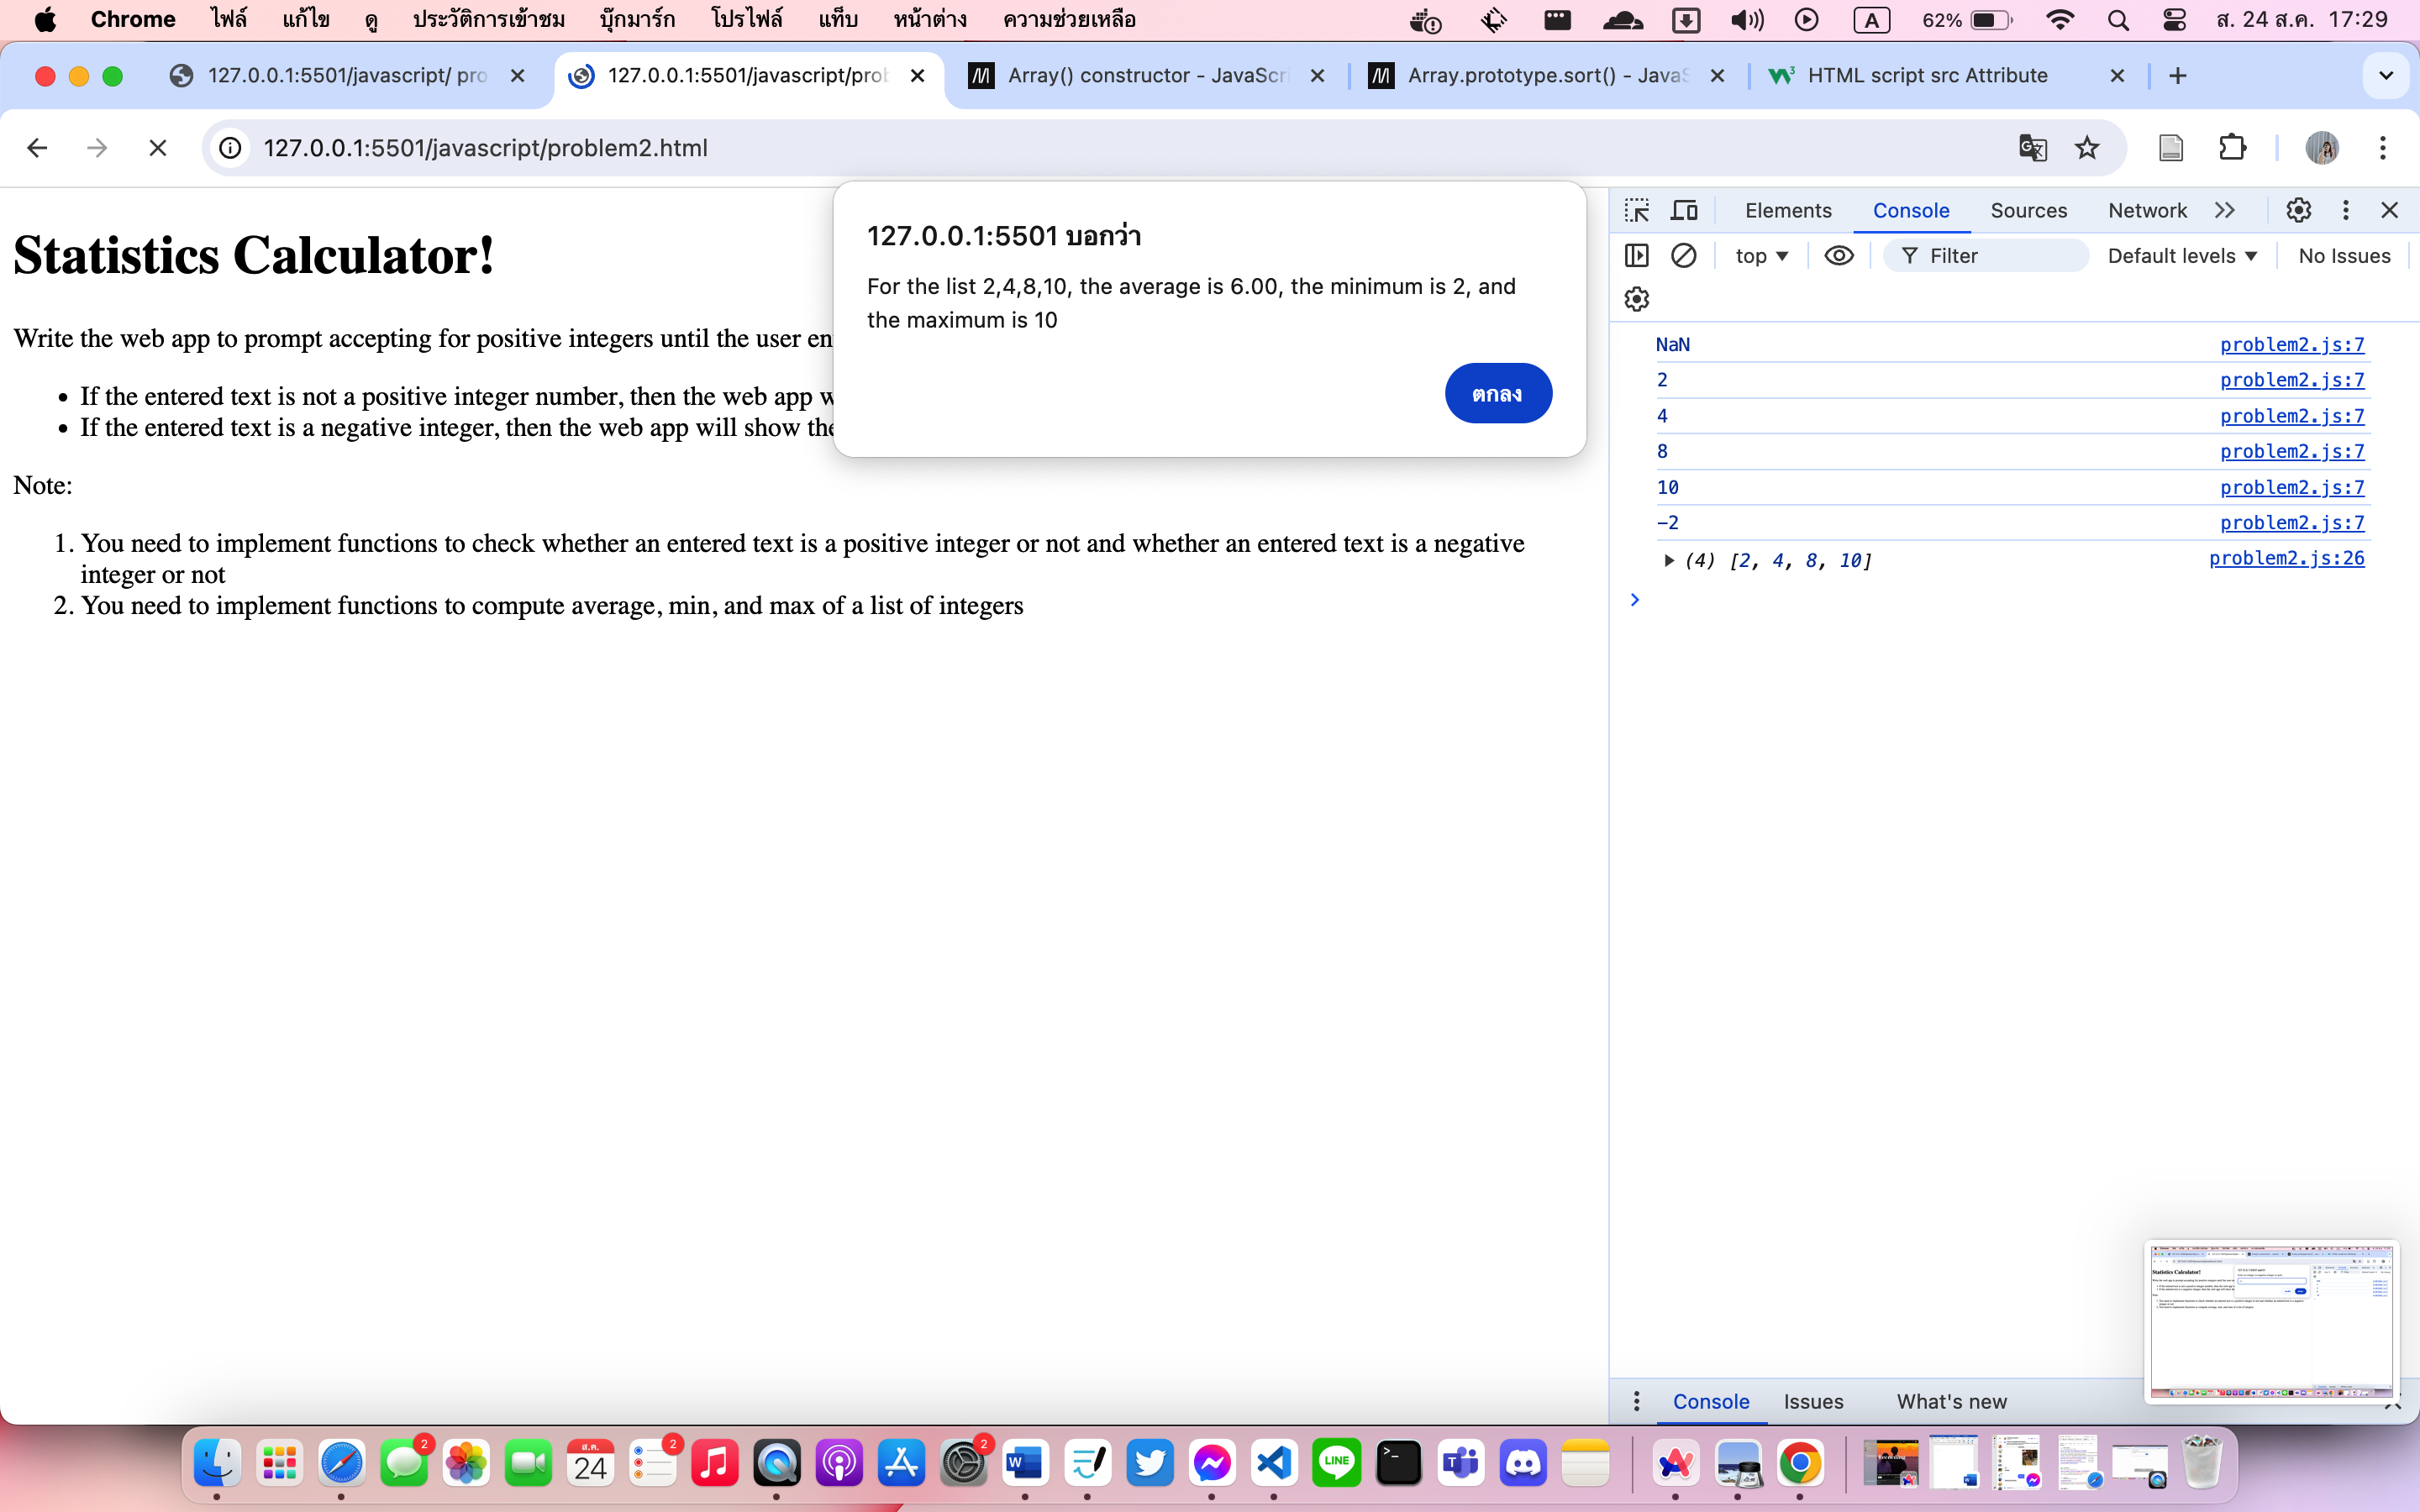 Chrome ไฟล์ แก้ไข ดู ประวัติการเข้าชม บุ๊กมาร์ก โปรไฟล์ แท็บ หน้าต่าง ความช่วยเหลือ A 62% ส. 24 ส.ค. 17:29
127.0.0.1:5501/javascript/ pro 127.0.0.1:5501/javascript/prob Array() constructor - JavaScri Array.prototype.sort() - JavaS HTML script src Attribute
127.0.0.1:5501/javascript/problem2.html
Statistics Calculator!
Write the web app to prompt accepting for positive integers until the user en
If the entered text is not a positive integer number, then the web app w
If the entered text is a negative integer, then the web app will show the
Note:
1. You need to implement functions to check whether an entered text is a positive integer or not and whether an entered text is a negative
integer or not
2. You need to implement functions to compute average, min, and max of a list of integers
127.0.0.1:5501 บอกว่า
For the list 2,4,8,10, the average is 6.00, the minimum is 2, and
the maximum is 10
ตกลง
Elements Console Sources Network
top Filter Default levels No Issues
NaN problem2.js:7
2 problem2.js:7
4 problem2.js:7
8 problem2.js:7
10 problem2.js:7
-2 problem2.js:7
(4) [2, 4, 8, 10] problem2.js:26
Console Issues What's new
Statistics Calculator!
2 ส.ค. 24 2 2 W LINE